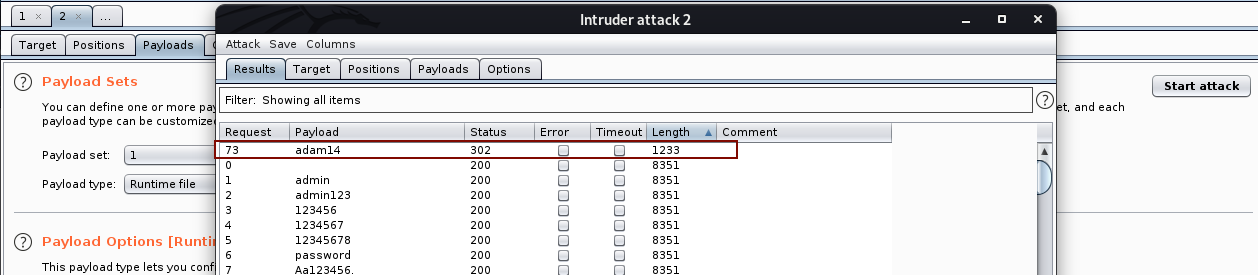 1 × 2 × ...
Target Positions Payloads
? Payload Sets
You can define one or more pay
payload type can be customize
Payload set: 1
Payload type: Runtime file
? Payload Options [Runti
This payload type lets you conf
Intruder attack 2
Attack Save Columns
Results Target Positions Payloads Options
Filter: Showing all items ?
Request Payload Status Error Timeout Length Comment
73 adam14 302 1233
0 200 8351
1 admin 200 8351
2 admin123 200 8351
3 123456 200 8351
4 1234567 200 8351
5 12345678 200 8351
6 password 200 8351
7 Aa123456. 200 8351
Start attack
et, and each